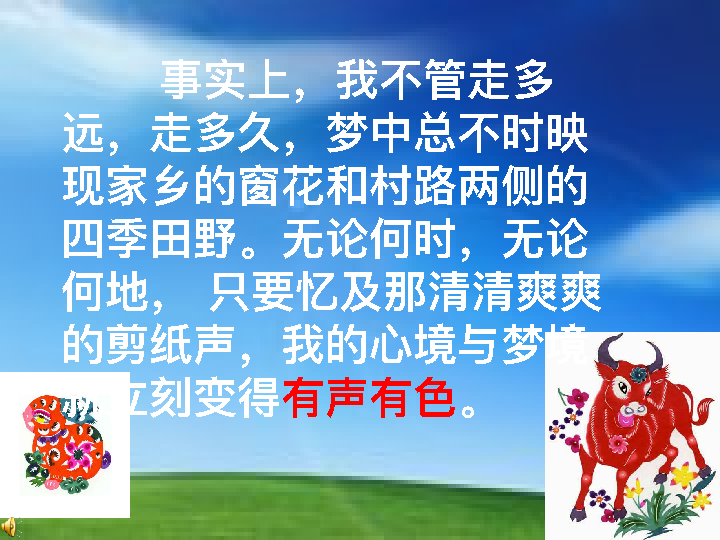 事实上，我不管走多
远，走多久，梦中总不时映
现家乡的窗花和村路两侧的
四季田野。无论何时，无论
何地， 只要忆及那清清爽爽
的剪纸声，我的心境与梦境
就立刻变得有声有色。